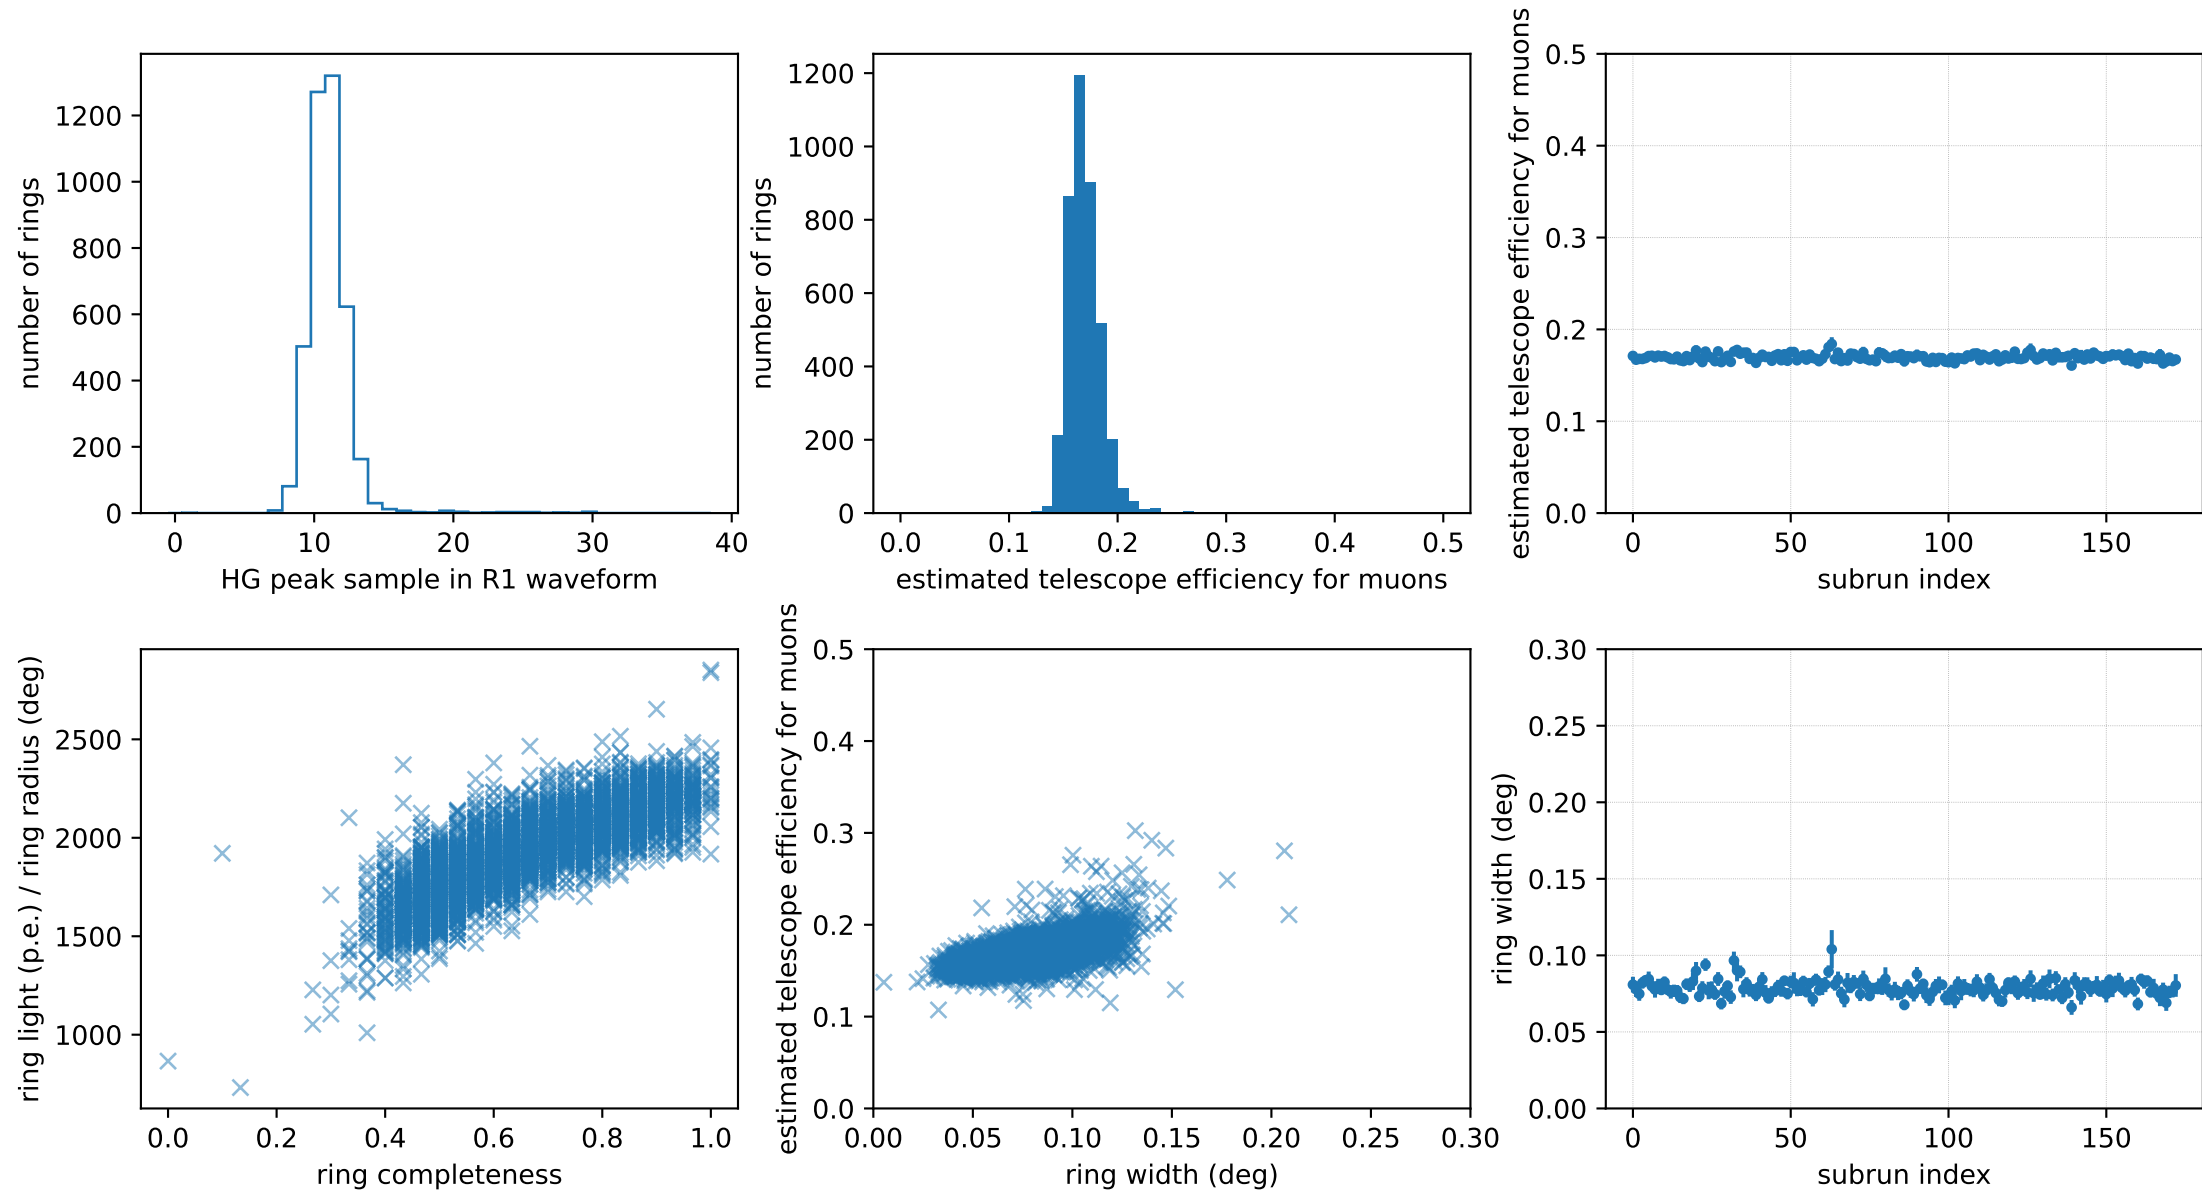 number of rings
1200
1000
800
600
400
200
0
0 10 20 30 40
HG peak sample in R1 waveform
number of rings
1200
1000
800
600
400
200
0
0.0 0.1 0.2 0.3 0.4 0.5
estimated telescope efficiency for muons
estimated telescope efficiency for muons
0.5
0.4
0.3
0.2
0.1
0.0
0 50 100 150
subrun index
ring light (p.e.) / ring radius (deg)
2500
2000
1500
1000
0.0 0.2 0.4 0.6 0.8 1.0
ring completeness
estimated telescope efficiency for muons
0.5
0.4
0.3
0.2
0.1
0.0
0.00 0.05 0.10 0.15 0.20 0.25 0.30
ring width (deg)
ring width (deg)
0.30
0.25
0.20
0.15
0.10
0.05
0.00
0 50 100 150
subrun index